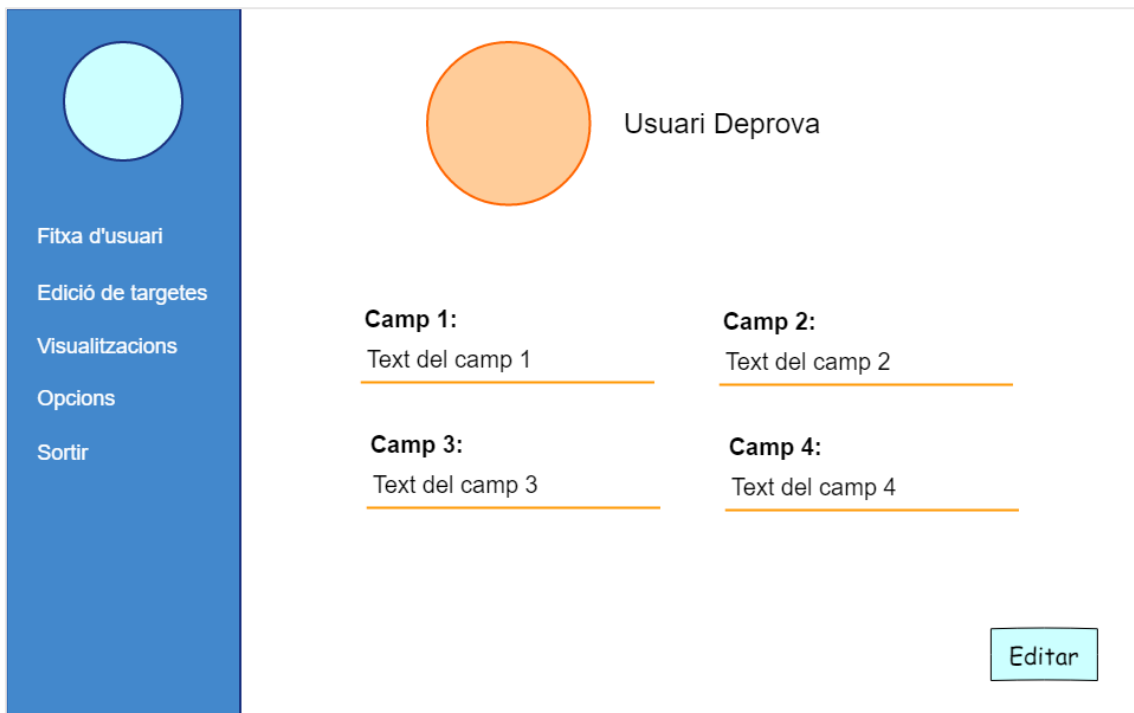 Fitxa d'usuari
Edició de targetes
Visualitzacions
Opcions
Sortir
Usuari Deprova
Camp 1:
Text del camp 1
Camp 2:
Text del camp 2
Camp 3:
Text del camp 3
Camp 4:
Text del camp 4
Editar